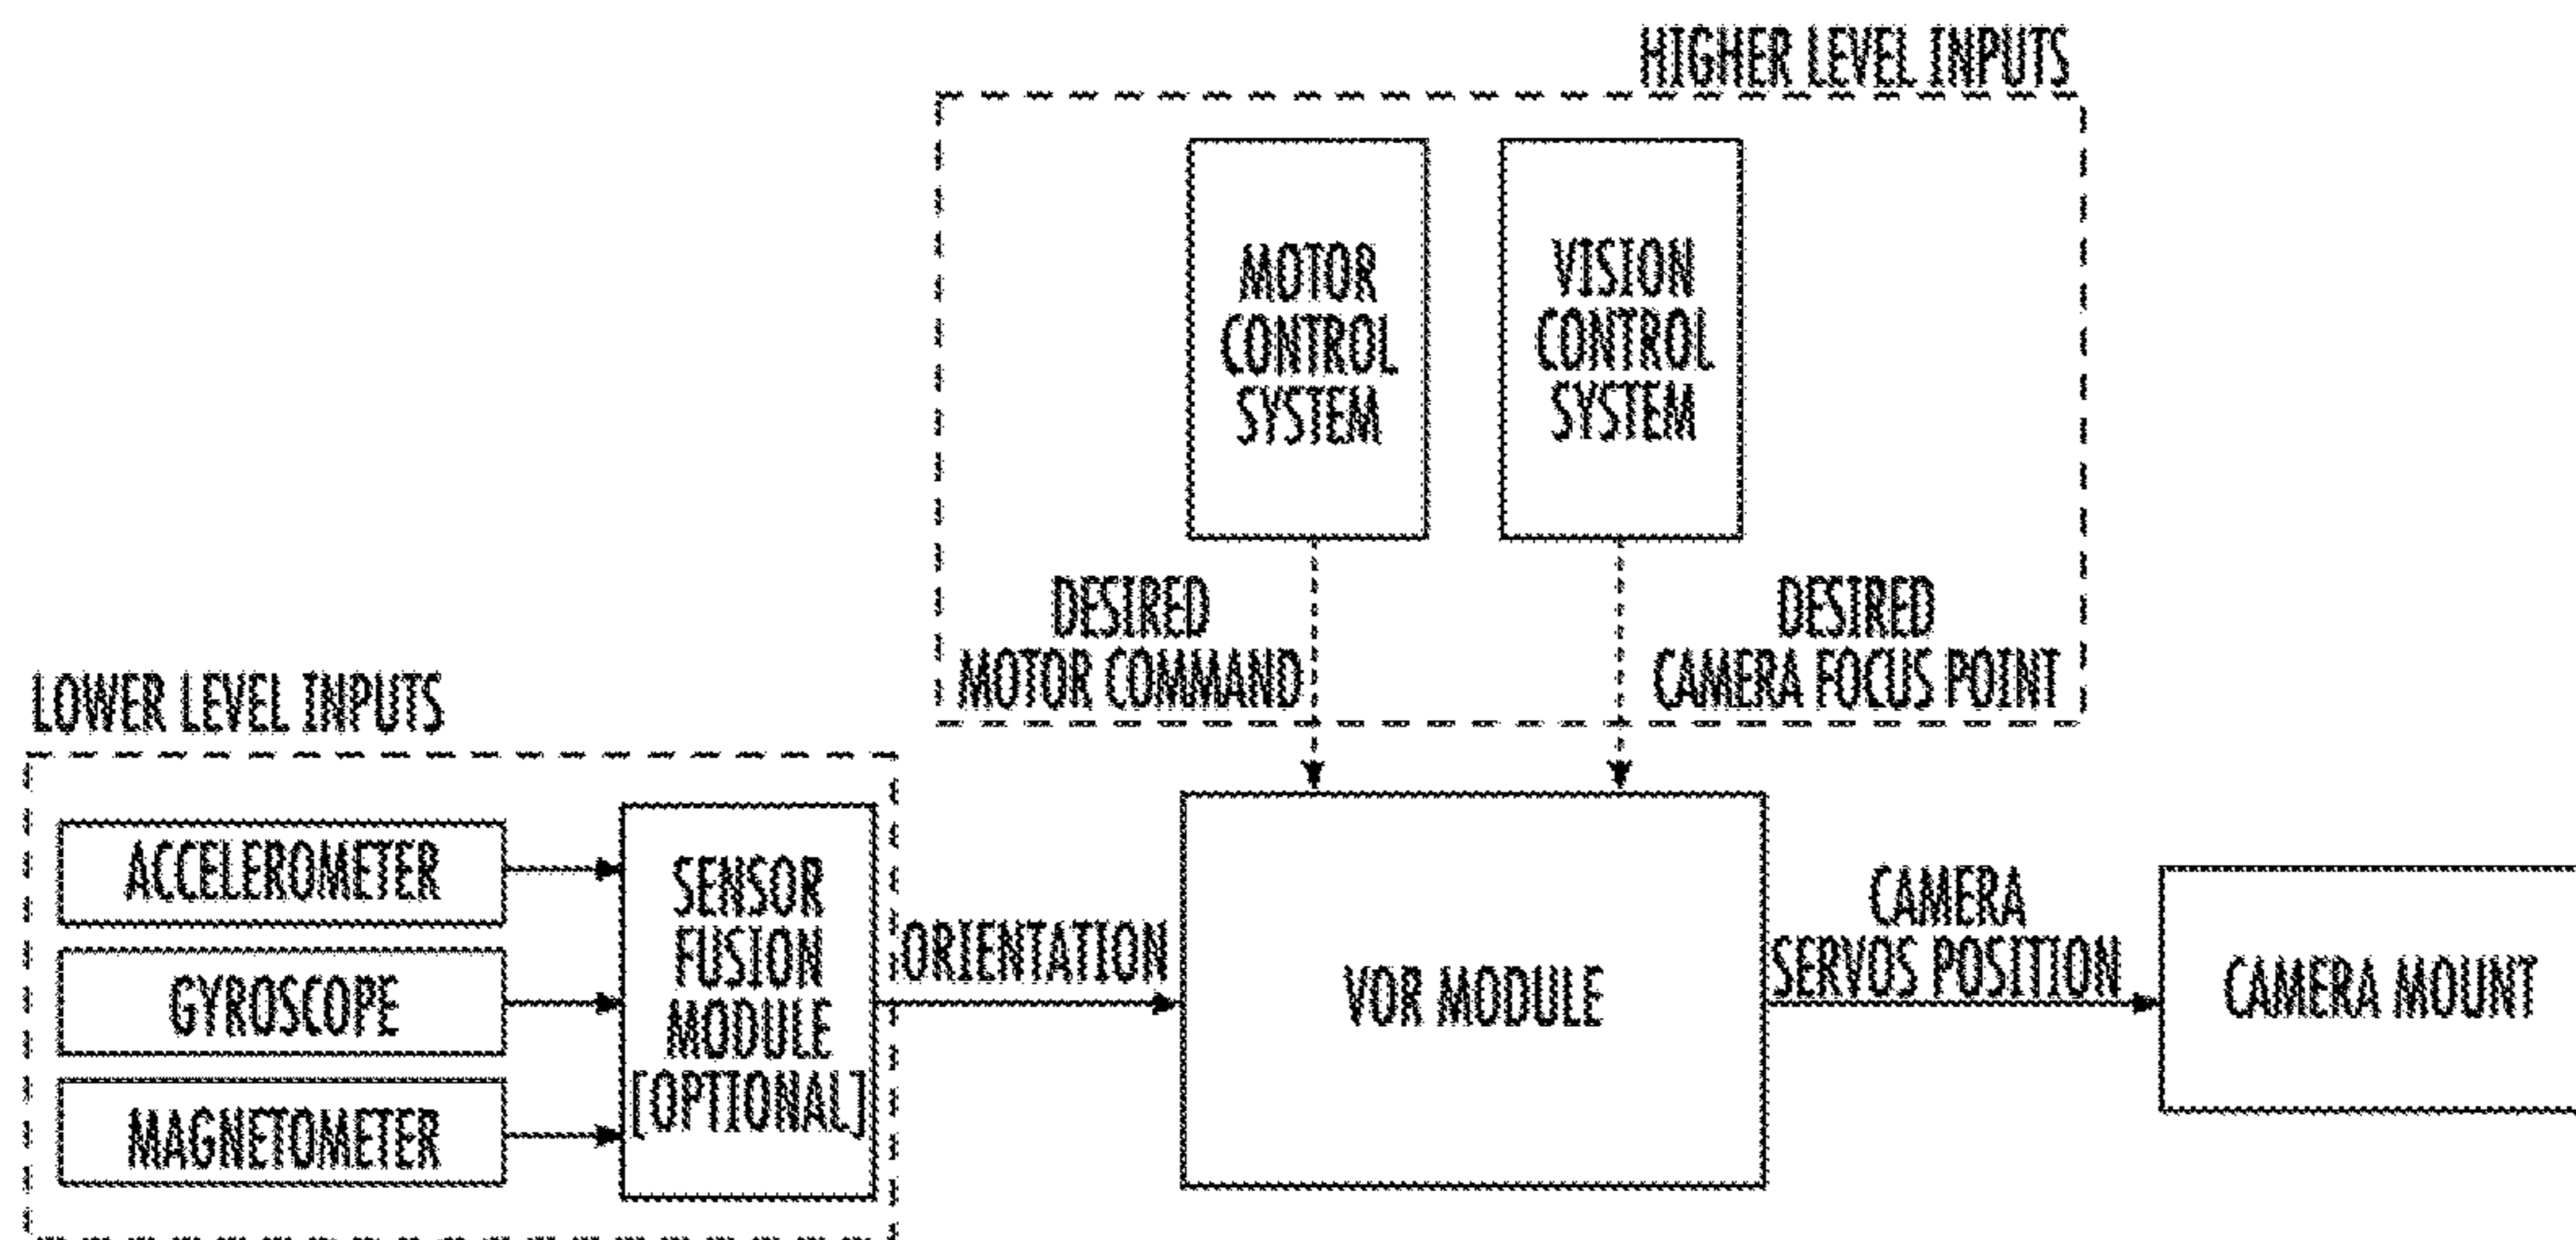 HIGHER LEVEL INPUTS
MOTOR
CONTROL
SYSTEM
VISION
CONTROL
SYSTEM
DESIRED
MOTOR COMMAND
DESIRED
CAMERA FOCUS POINT
LOWER LEVEL INPUTS
ACCELEROMETER
GYROSCOPE
MAGNETOMETER
SENSOR
FUSION
MODULE
[OPTIONAL]
ORIENTATION
VOR MODULE
CAMERA
SERVOS POSITION
CAMERA MOUNT